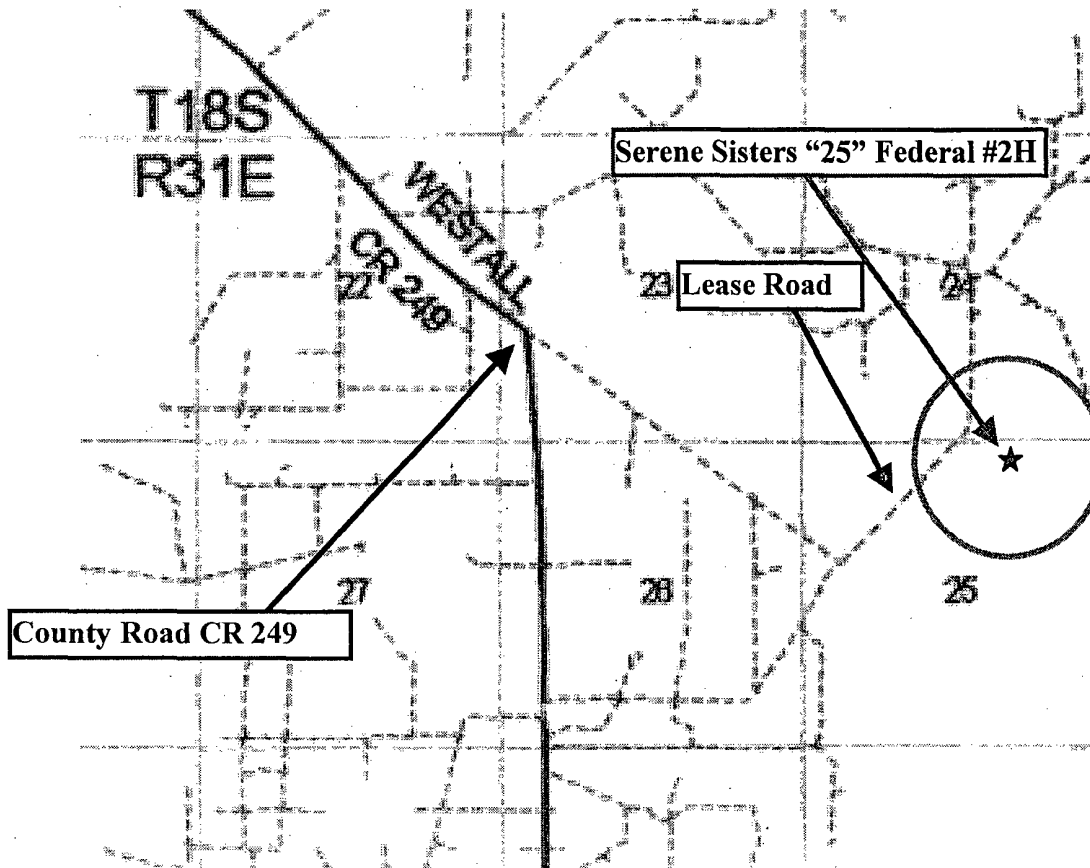 T18S
R31E
Serene Sisters “25” Federal #2H
WESTALL
CR 249
22
23
Lease Road
24
27
26
25
County Road CR 249